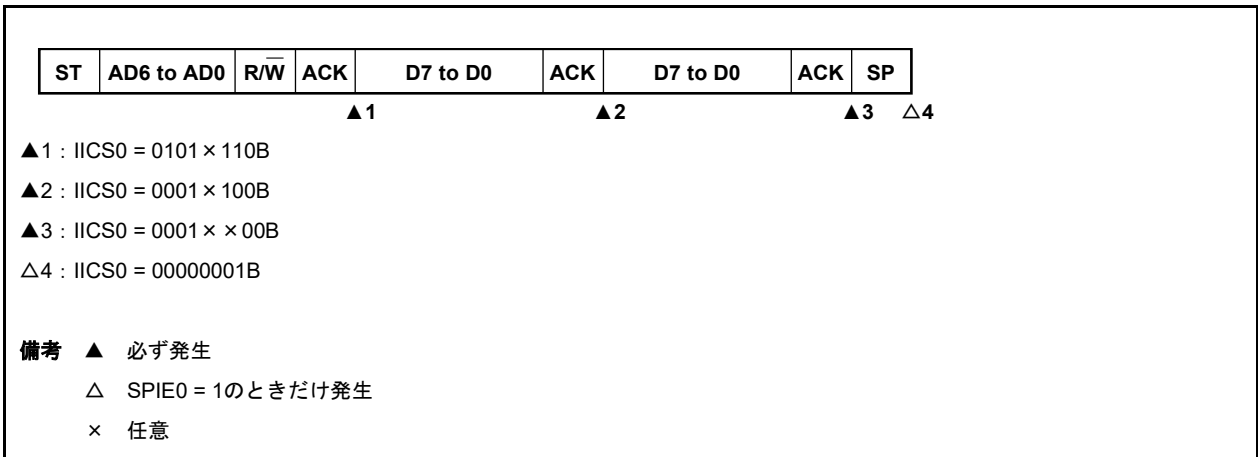 ST AD6 to AD0 R/W̅ ACK D7 to D0 ACK D7 to D0 ACK SP
▲1 ▲2 ▲3 △4
▲1：IICS0 = 0101×110B
▲2：IICS0 = 0001×100B
▲3：IICS0 = 0001××00B
△4：IICS0 = 00000001B
備考 ▲ 必ず発生
△ SPIE0 = 1のときだけ発生
× 任意